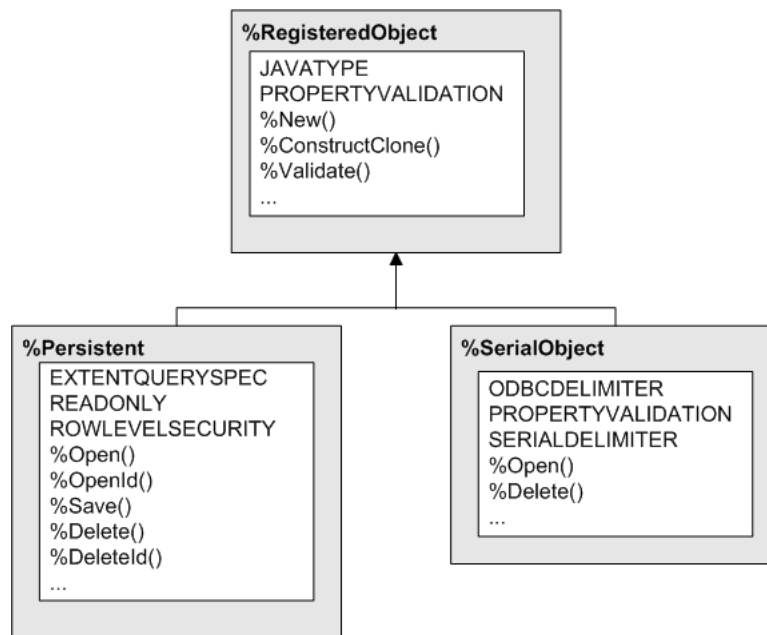 %RegisteredObject
JAVATYPE
PROPERTYVALIDATION
%New()
%ConstructClone()
%Validate()
...
%Persistent
EXTENTQUERYSPEC
READONLY
ROWLEVELSECURITY
%Open()
%OpenId()
%Save()
%Delete()
%DeleteId()
...
%SerialObject
ODBCDELIMITER
PROPERTYVALIDATION
SERIALDELIMITER
%Open()
%Delete()
...